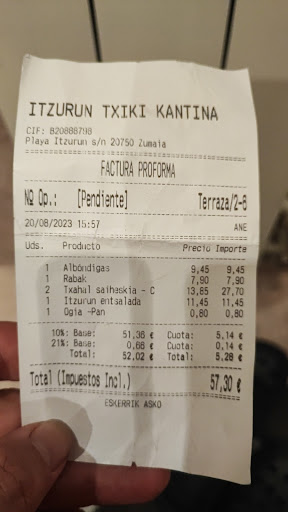 ITZURUN TXIKI KANTINA
CIF: B20888798
Playa Itzurun s/n 20750 Zumaia
FACTURA PROFORMA
NQ Op.: [Pendiente] Terraza/2-6
20/08/2023 15:57 ANE
Uds. Producto Precio Importe
1 Albóndigas 9,45 9,45
1 Rabak 7,90 7,90
2 Txahal saiheskia - C 13,85 27,70
1 Itzurun entsalada 11,45 11,45
1 Ogia -Pan 0,80 0,80
10%: Base: 51,36 € Cuota: 5,14 €
21%: Base: 0,66 € Cuota: 0,14 €
Total: 52,02 € Total: 5,28 €
Total (Impuestos Incl.) 57,30 €
ESKERRIK ASKO